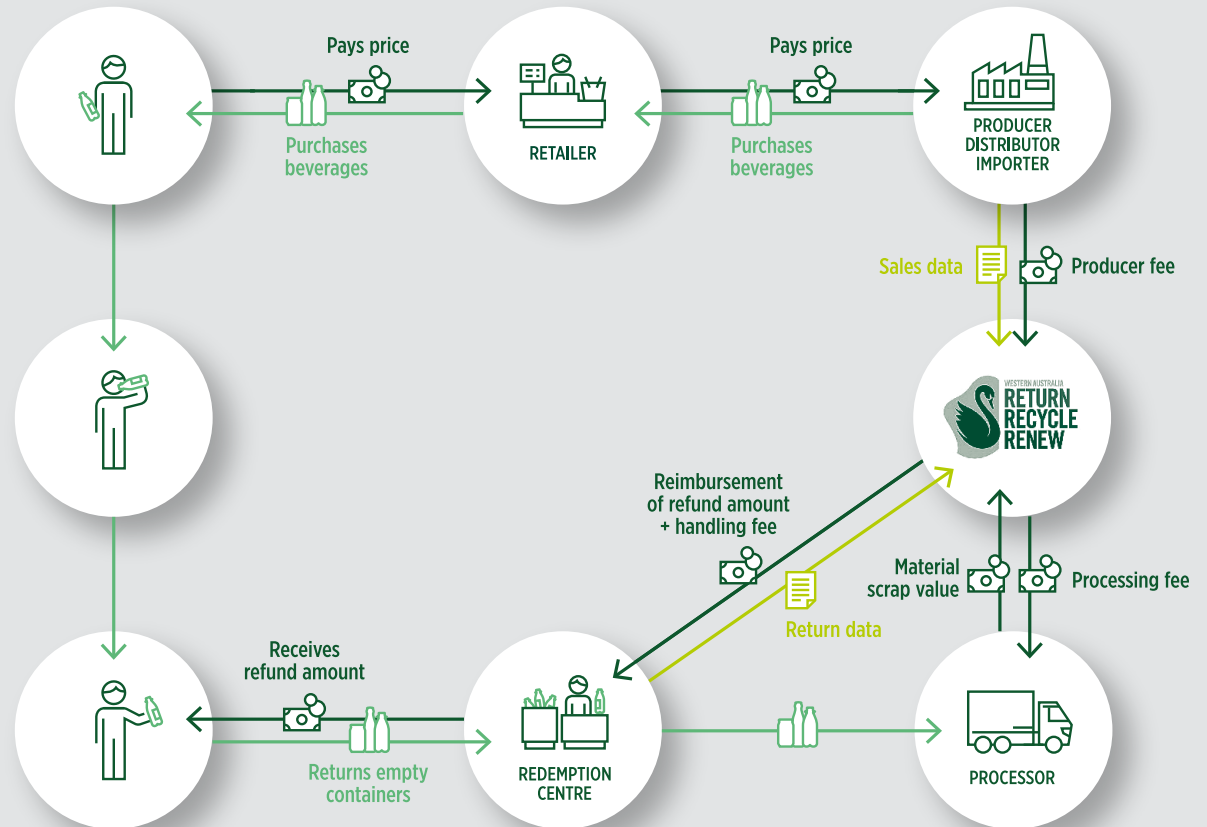 Pays price
Pays price
Purchases
beverages
RETAILER
Purchases
beverages
PRODUCER
DISTRIBUTOR
IMPORTER
Sales data
Producer fee
WESTERN AUSTRALIA
RETURN
RECYCLE
RENEW
Reimbursement
of refund amount
+ handling fee
Material
scrap value
Processing fee
Return data
Receives
refund amount
Returns empty
containers
REDEMPTION
CENTRE
PROCESSOR